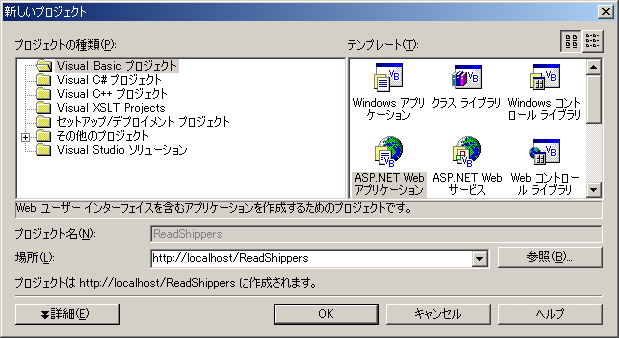 新しいプロジェクト
プロジェクトの種類(P):
テンプレート(T):
Visual Basic プロジェクト
Visual C# プロジェクト
Visual C++ プロジェクト
Visual XSLT Projects
セットアップ/デプロイメント プロジェクト
その他のプロジェクト
Visual Studio ソリューション
Windows アプリ
ケーション
クラス ライブラリ
Windows コント
ロール ライブラリ
ASP.NET Web
アプリケーション
ASP.NET Web
サービス
Web コントロー
ル ライブラリ
Web ユーザー インターフェイスを含むアプリケーションを作成するためのプロジェクトです。
プロジェクト名(N):
ReadShippers
場所(L):
http://localhost/ReadShippers
参照(B)...
プロジェクトは http://localhost/ReadShippers に作成されます。
詳細(E)
OK
キャンセル
ヘルプ